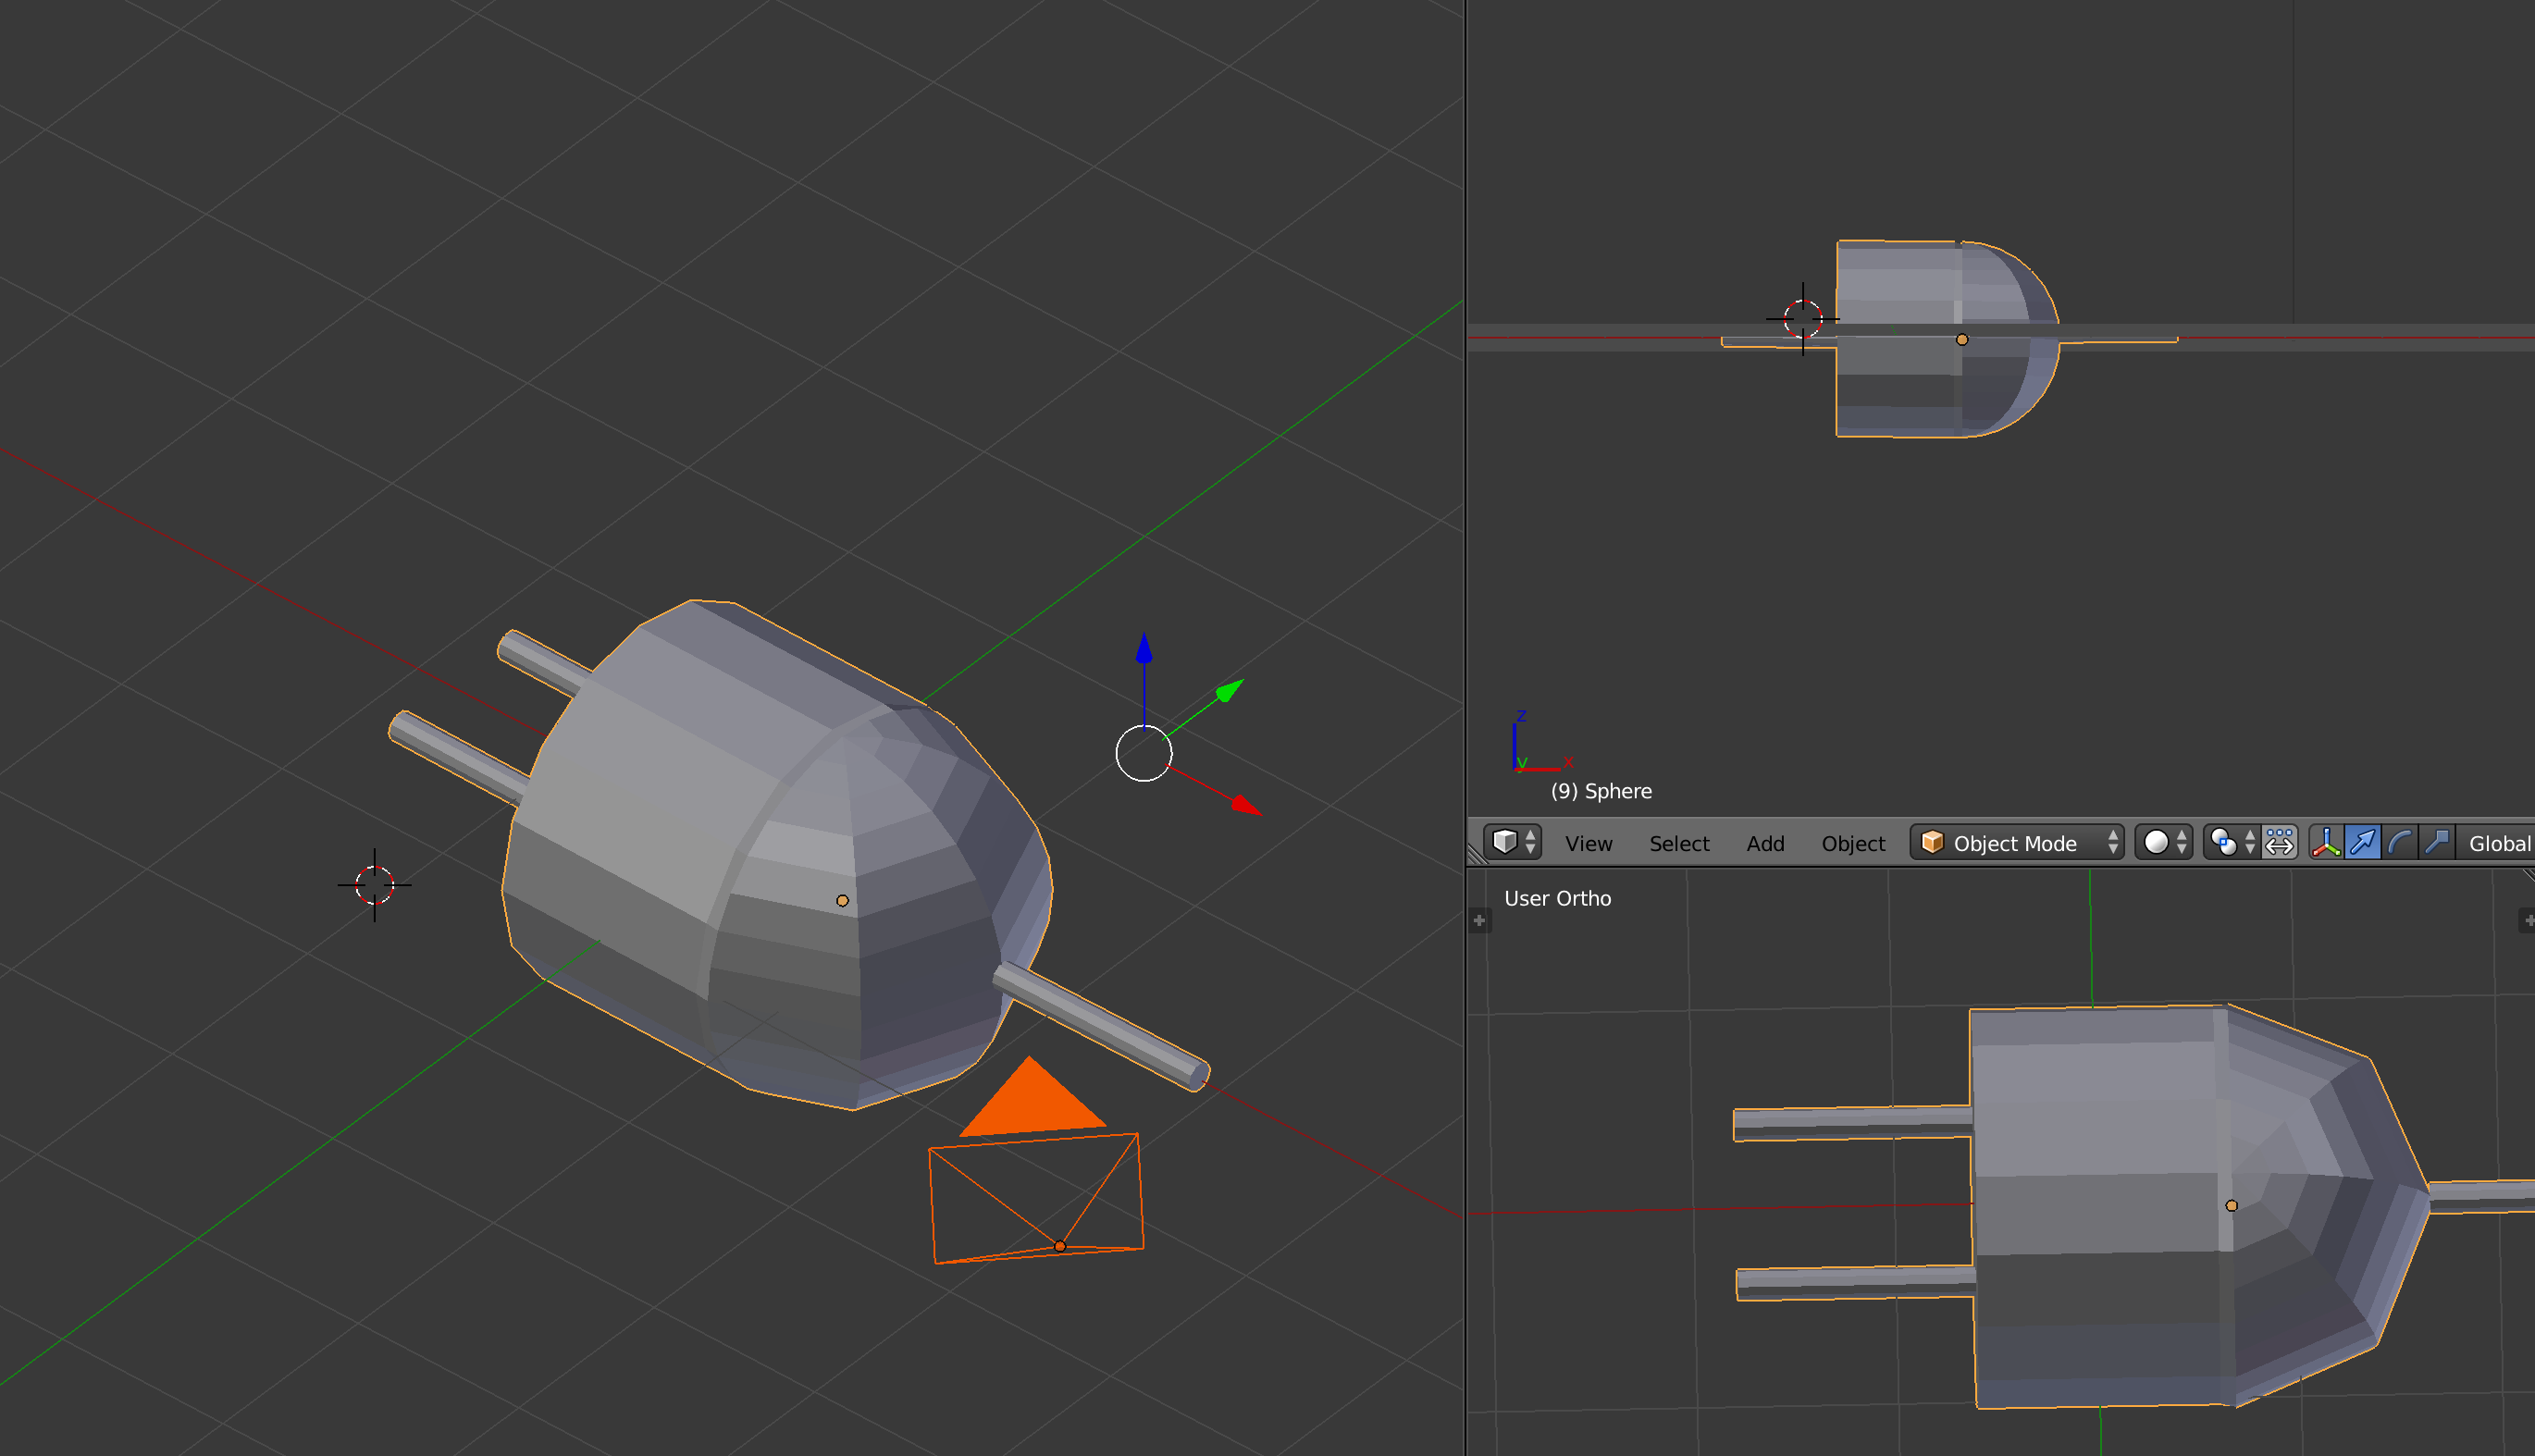 z
y x
(9) Sphere
View Select Add Object Object Mode Global
User Ortho